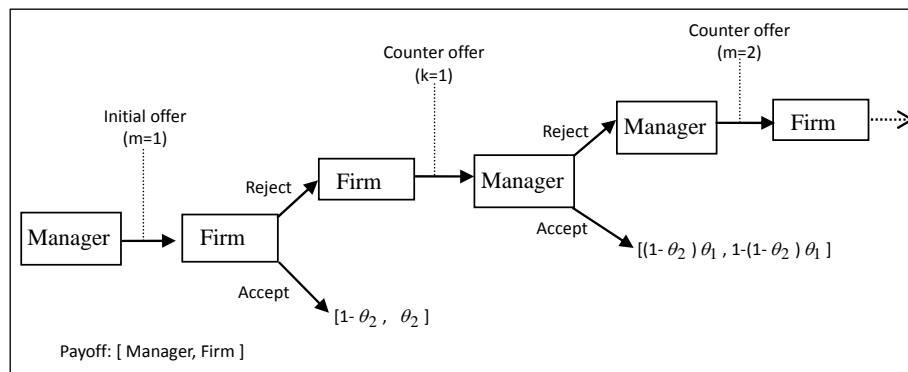 Counter offer
(m=2)
Counter offer
(k=1)
Initial offer
(m=1)
Manager
Firm
Reject
Firm
Reject
Manager
Accept
[(1- θ₂ ) θ₁ , 1-(1- θ₂ ) θ₁ ]
Manager
Firm
Accept
[1- θ₂ , θ₂ ]
Payoff: [ Manager, Firm ]